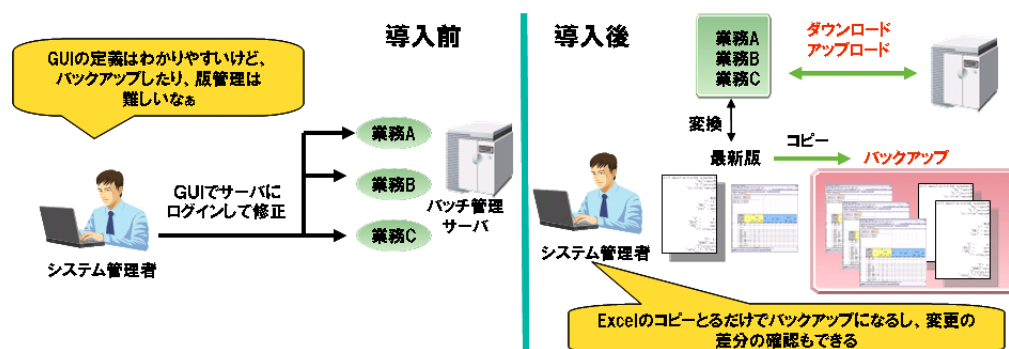 導入前
GUIの定義はわかりやすいけど、
バックアップしたり、版管理は
難しいなぁ
業務A
業務B
業務C
GUIでサーバに
ログインして修正
バッチ管理
サーバ
システム管理者
導入後
業務A
業務B
業務C
ダウンロード
アップロード
変換
最新版
コピー
バックアップ
システム管理者
Excelのコピーとるだけでバックアップになるし、変更の
差分の確認もできる